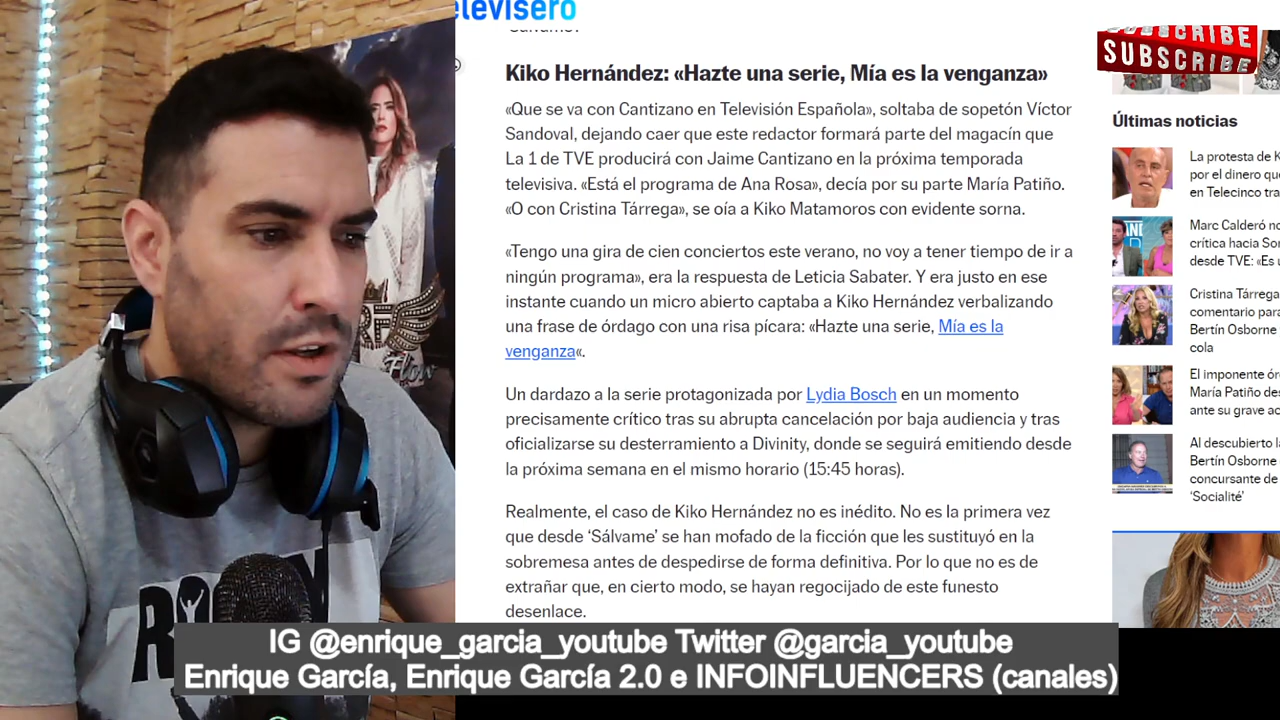 televisero
'Sálvame'.
Kiko Hernández: «Hazte una serie, Mía es la venganza»
«Que se va con Cantizano en Televisión Española», soltaba de sopetón Víctor
Sandoval, dejando caer que este redactor formará parte del magacín que
La 1 de TVE producirá con Jaime Cantizano en la próxima temporada
televisiva. «Está el programa de Ana Rosa», decía por su parte María Patiño.
«O con Cristina Tárrega», se oía a Kiko Matamoros con evidente sorna.
«Tengo una gira de cien conciertos este verano, no voy a tener tiempo de ir a
ningún programa», era la respuesta de Leticia Sabater. Y era justo en ese
instante cuando un micro abierto captaba a Kiko Hernández verbalizando
una frase de órdago con una risa pícara: «Hazte una serie, Mía es la
venganza«.
Un dardazo a la serie protagonizada por Lydia Bosch en un momento
precisamente crítico tras su abrupta cancelación por baja audiencia y tras
oficializarse su desterramiento a Divinity, donde se seguirá emitiendo desde
la próxima semana en el mismo horario (15:45 horas).
Realmente, el caso de Kiko Hernández no es inédito. No es la primera vez
que desde 'Sálvame' se han mofado de la ficción que les sustituyó en la
sobremesa antes de despedirse de forma definitiva. Por lo que no es de
extrañar que, en cierto modo, se hayan regocijado de este funesto
desenlace.
SUBSCRIBE
SUBSCRIBE
Últimas noticias
La protesta de K
por el dinero qu
en Telecinco tra
Marc Calderó no
crítica hacia Son
desde TVE: «Es u
Cristina Tárrega
comentario para
Bertín Osborne
cola
El imponente ór
María Patiño des
ante su grave ac
Al descubierto l
Bertín Osborne
concursante de
'Socialité'
Flow
IG @enrique_garcia_youtube Twitter @garcia_youtube
Enrique García, Enrique García 2.0 e INFOINFLUENCERS (canales)